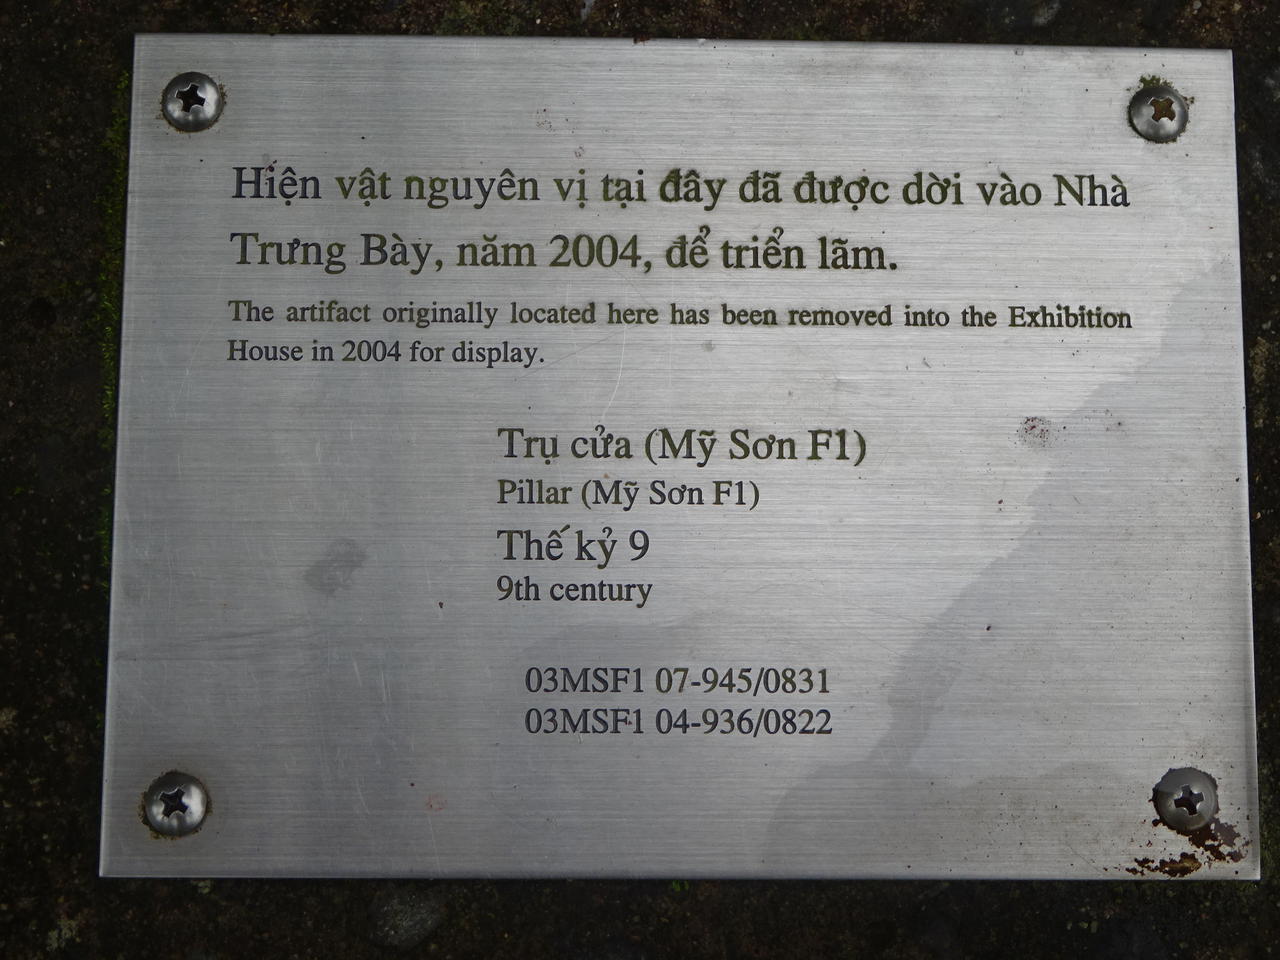 Hiện vật nguyên vị tại đây đã được dời vào Nhà
Trưng Bày, năm 2004, để triển lãm.
The artifact originally located here has been removed into the Exhibition
House in 2004 for display.
Trụ cửa (Mỹ Sơn F1)
Pillar (Mỹ Sơn F1)
Thế kỷ 9
9th century
03MSF1 07-945/0831
03MSF1 04-936/0822